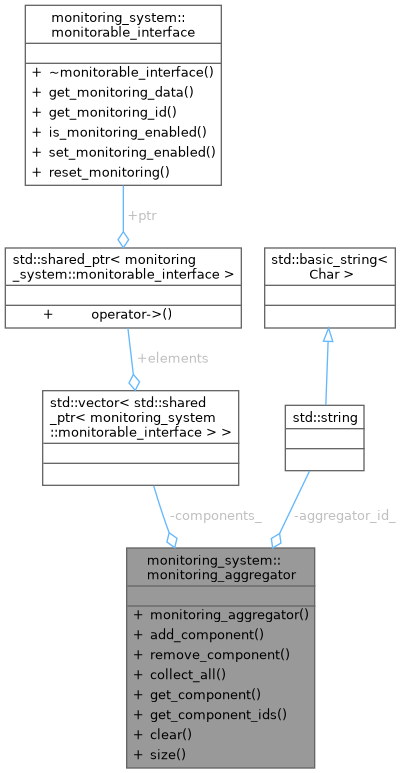 monitoring_system::
monitorable_interface
+ ~monitorable_interface()
+ get_monitoring_data()
+ get_monitoring_id()
+ is_monitoring_enabled()
+ set_monitoring_enabled()
+ reset_monitoring()
+ptr
std::shared_ptr< monitoring
_system::monitorable_interface >
+ operator->()
std::basic_string<
Char >
+elements
std::vector< std::shared
_ptr< monitoring_system
::monitorable_interface > >
std::string
-components_
-aggregator_id_
monitoring_system::
monitoring_aggregator
+ monitoring_aggregator()
+ add_component()
+ remove_component()
+ collect_all()
+ get_component()
+ get_component_ids()
+ clear()
+ size()